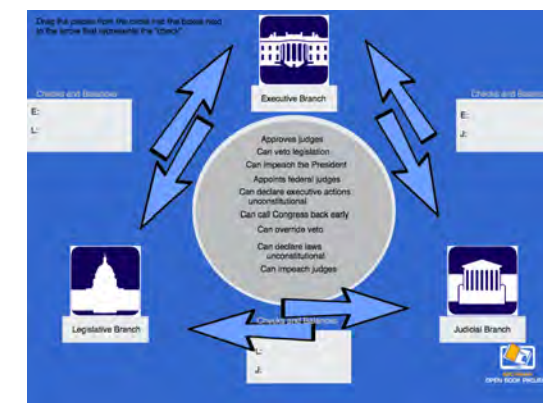 Drag the phrases from the circle into the boxes next
to the arrow that represents the "check".
Executive Branch
Checks and Balances
E:
L:
Checks and Balances
E:
J:
Approves judges
Can veto legislation
Can impeach the President
Appoints federal judges
Can declare executive actions
unconstitutional
Can call Congress back early
Can override veto
Can declare laws
unconstitutional
Can impeach judges
Legislative Branch
Judicial Branch
Checks and Balances
L:
J:
OPEN BOOK PROJECT